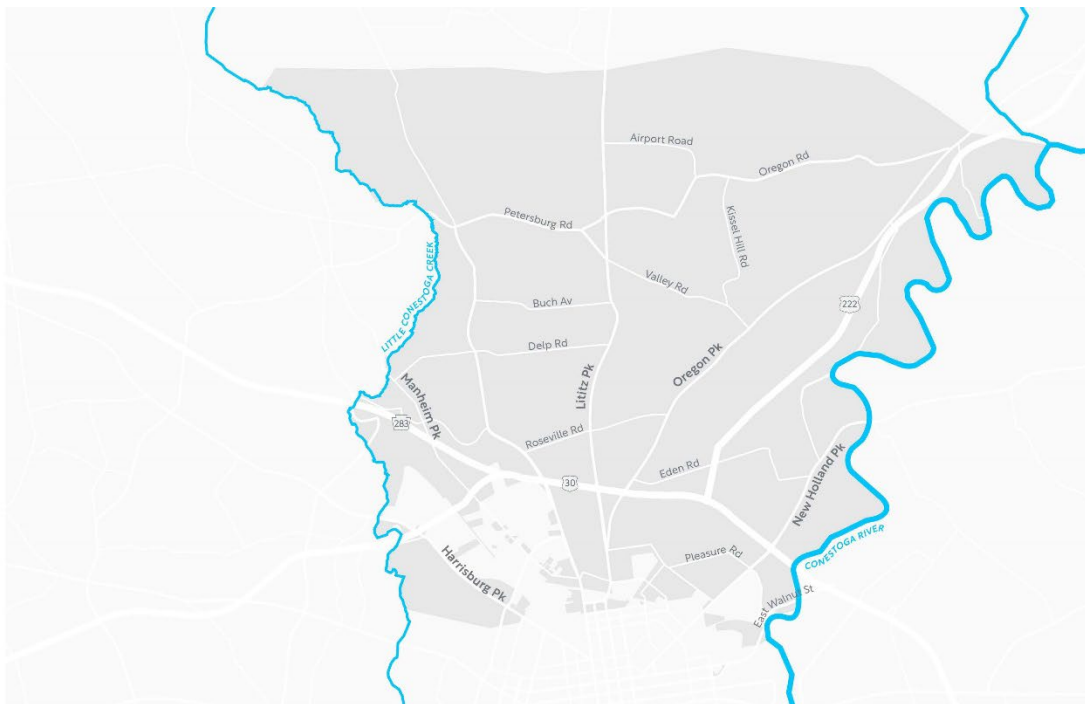 Airport Road
Oregon Rd
Petersburg Rd
Kissel Hill Rd
LITTLE CONESTOGA CREEK
Valley Rd
Buch Av
222
Delp Rd
Oregon Pk
Lititz Pk
Manheim Pk
283
Roseville Rd
Eden Rd
30
New Holland Pk
CONESTOGA RIVER
Pleasure Rd
Harrisburg Pk
East Walnut St